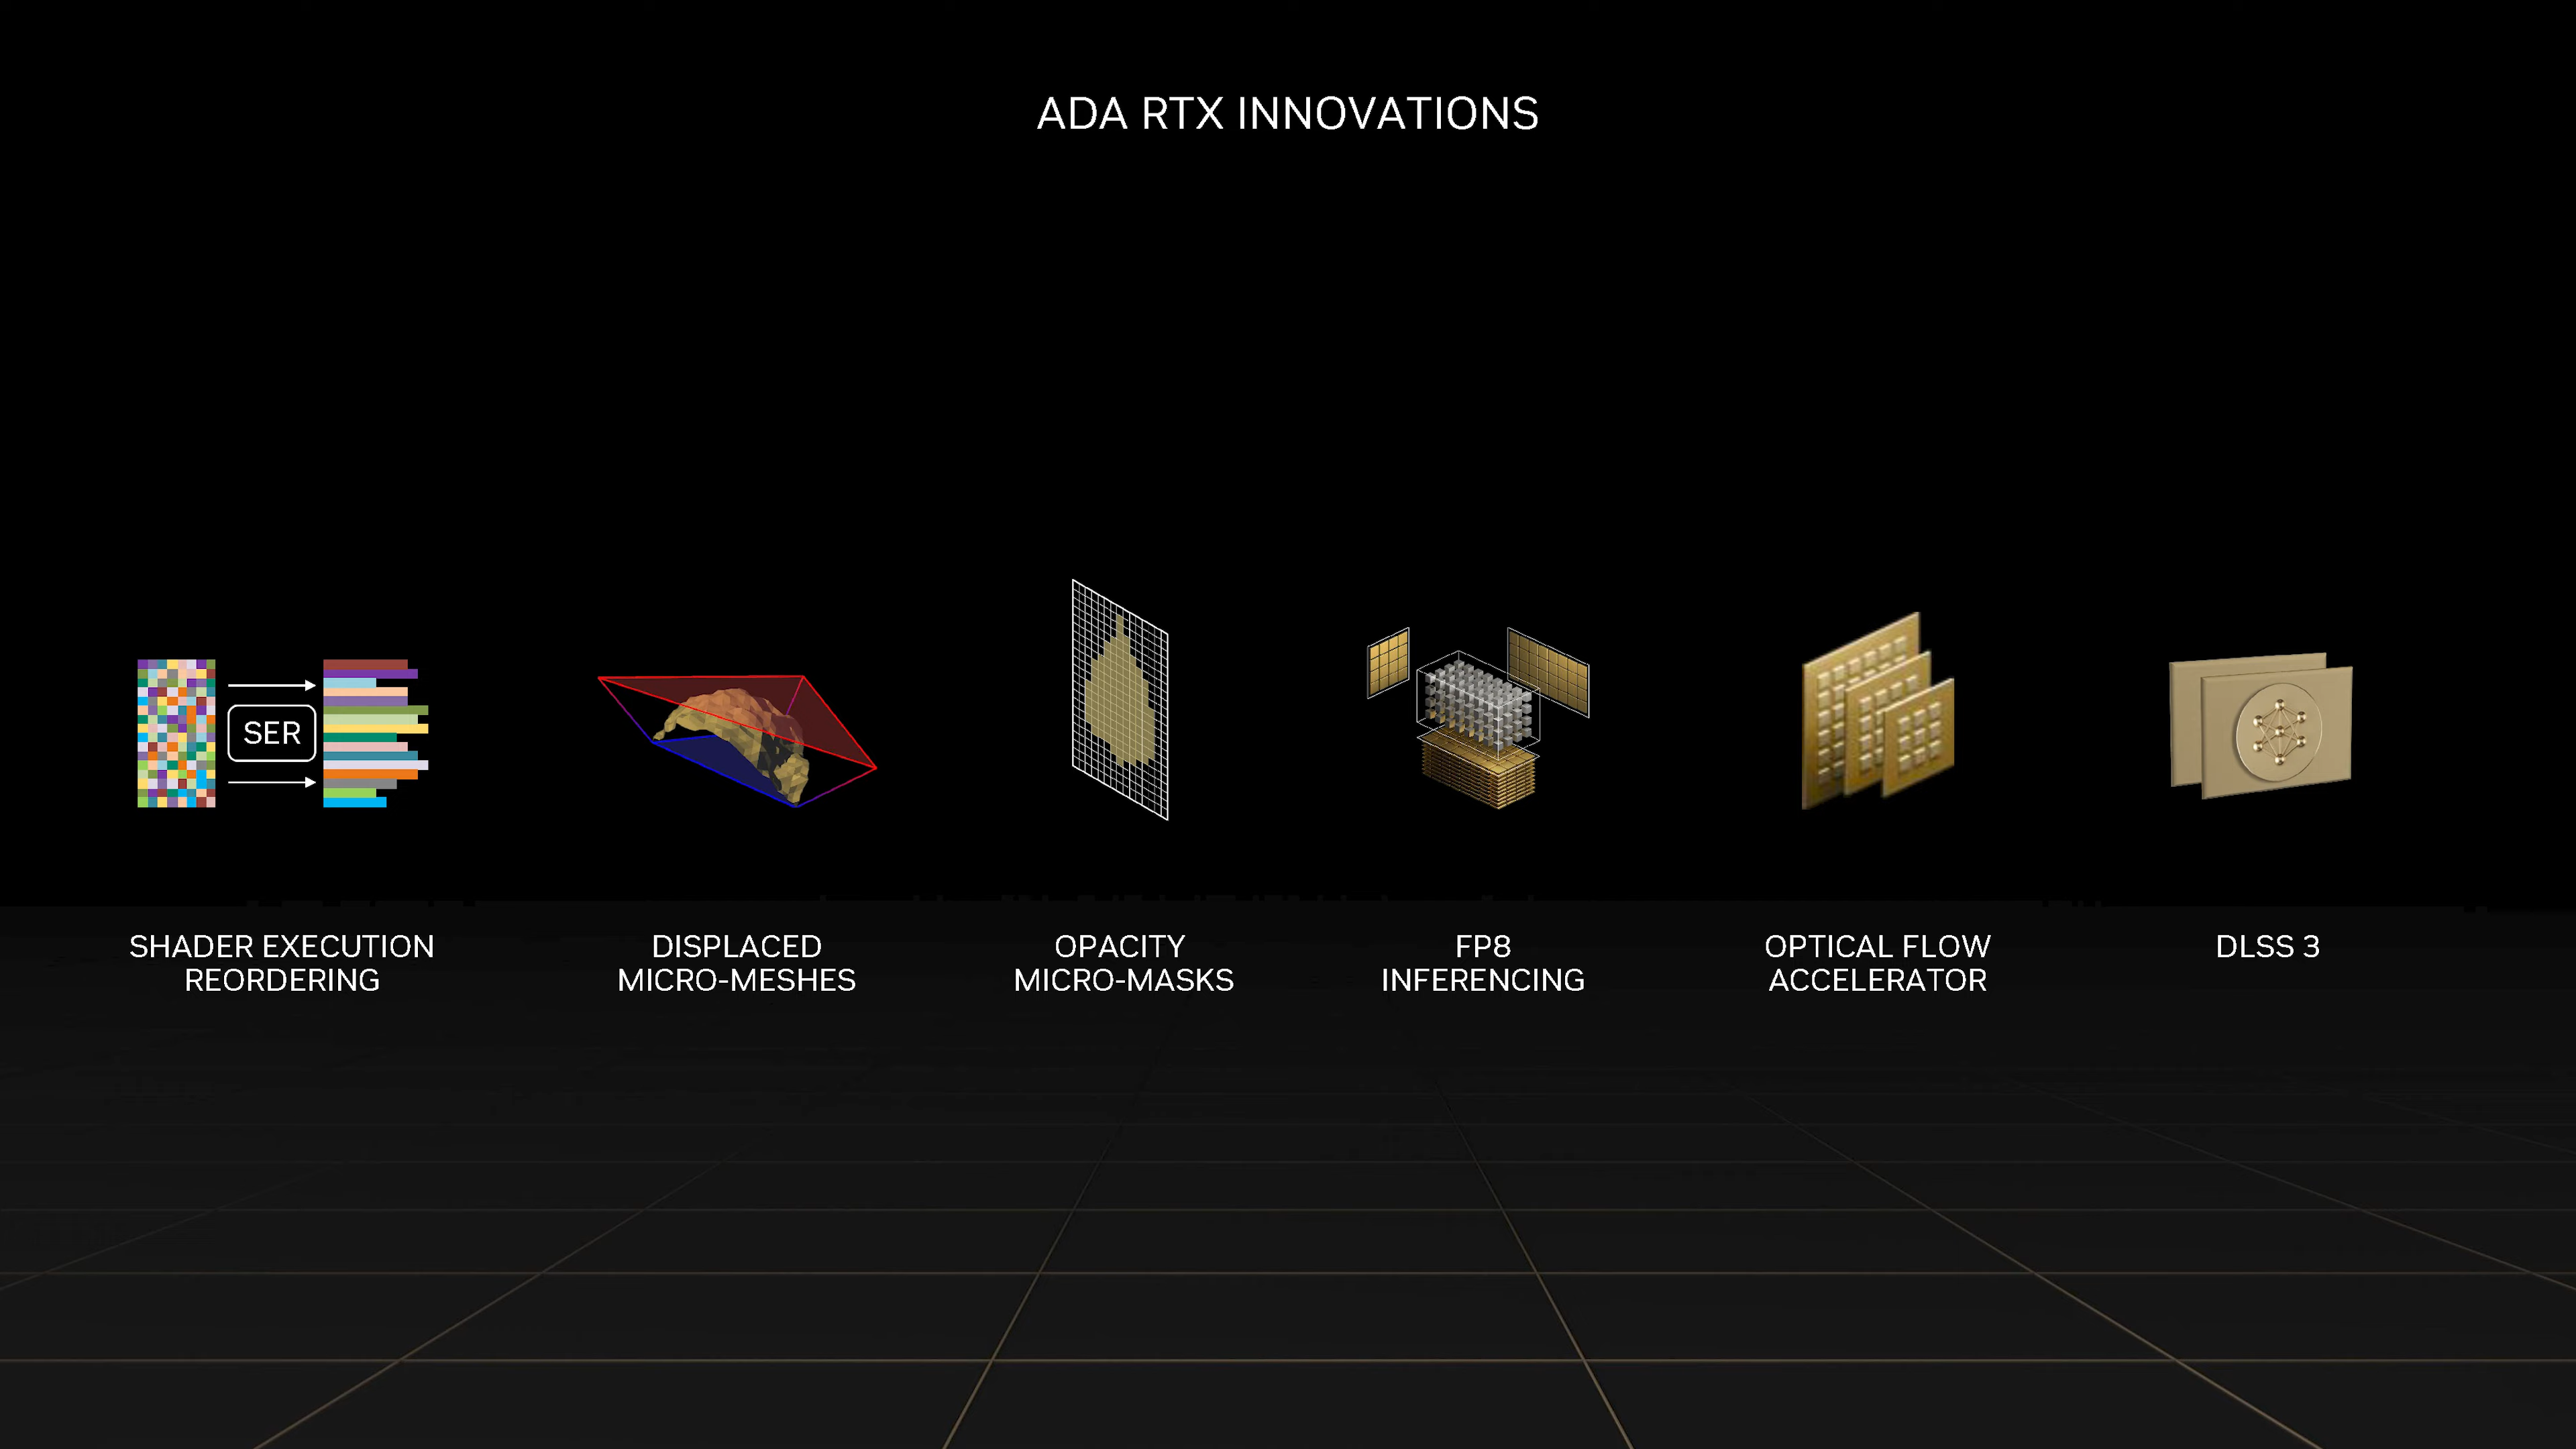 ADA RTX INNOVATIONS
SER
SHADER EXECUTION
REORDERING
DISPLACED
MICRO-MESHES
OPACITY
MICRO-MASKS
FP8
INFERENCING
OPTICAL FLOW
ACCELERATOR
DLSS 3